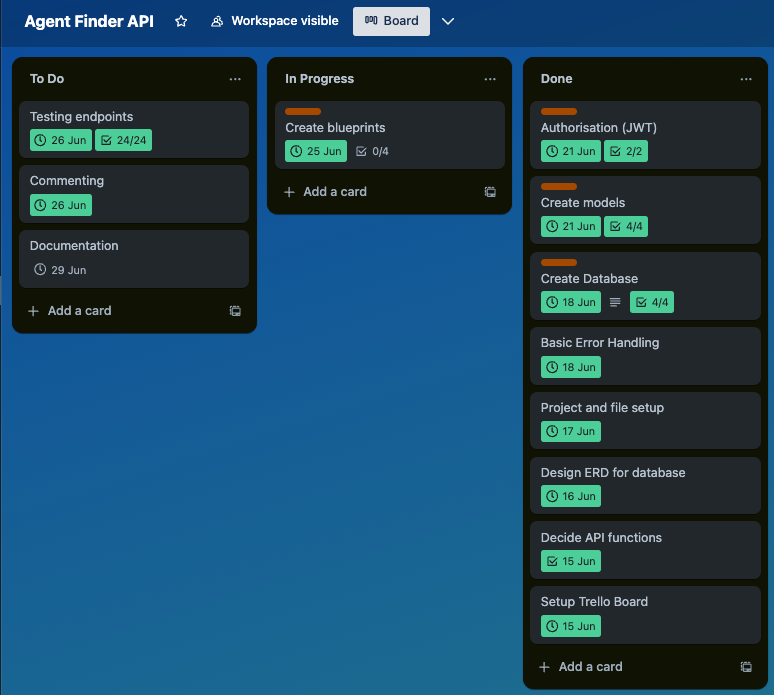 Agent Finder API
Workspace visible
Board
To Do
Testing endpoints
26 Jun 24/24
Commenting
26 Jun
Documentation
29 Jun
Add a card
In Progress
Create blueprints
25 Jun 0/4
Add a card
Done
Authorisation (JWT)
21 Jun 2/2
Create models
21 Jun 4/4
Create Database
18 Jun 4/4
Basic Error Handling
18 Jun
Project and file setup
17 Jun
Design ERD for database
16 Jun
Decide API functions
15 Jun
Setup Trello Board
15 Jun
Add a card